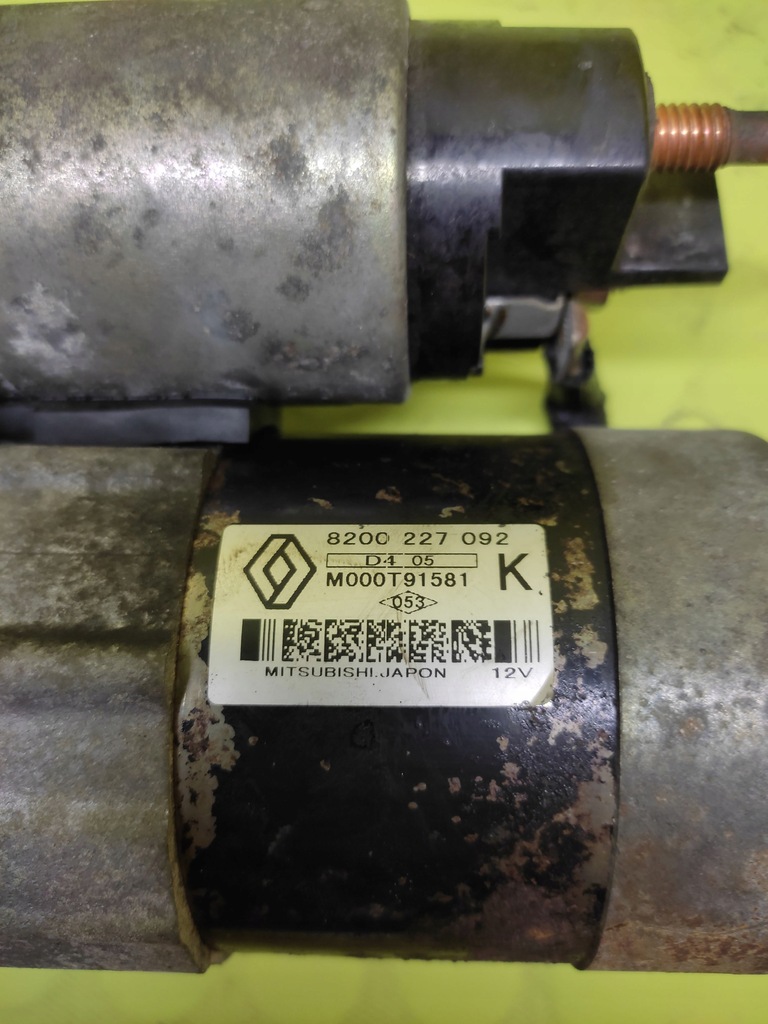 8200 227 092
D4 05
M000T91581
K
053
MITSUBISHI.JAPON 12V